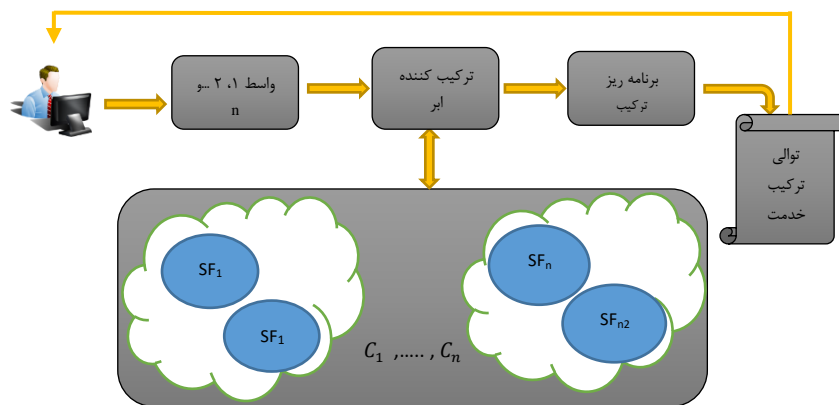 واسط ۱، ۲ ...و
n
ترکیب کننده
ابر
برنامه ریز
ترکیب
توالی
ترکیب
خدمت
SF₁
SF₁
SFₙ
SFₙ₂
C₁ ,….. , Cₙ